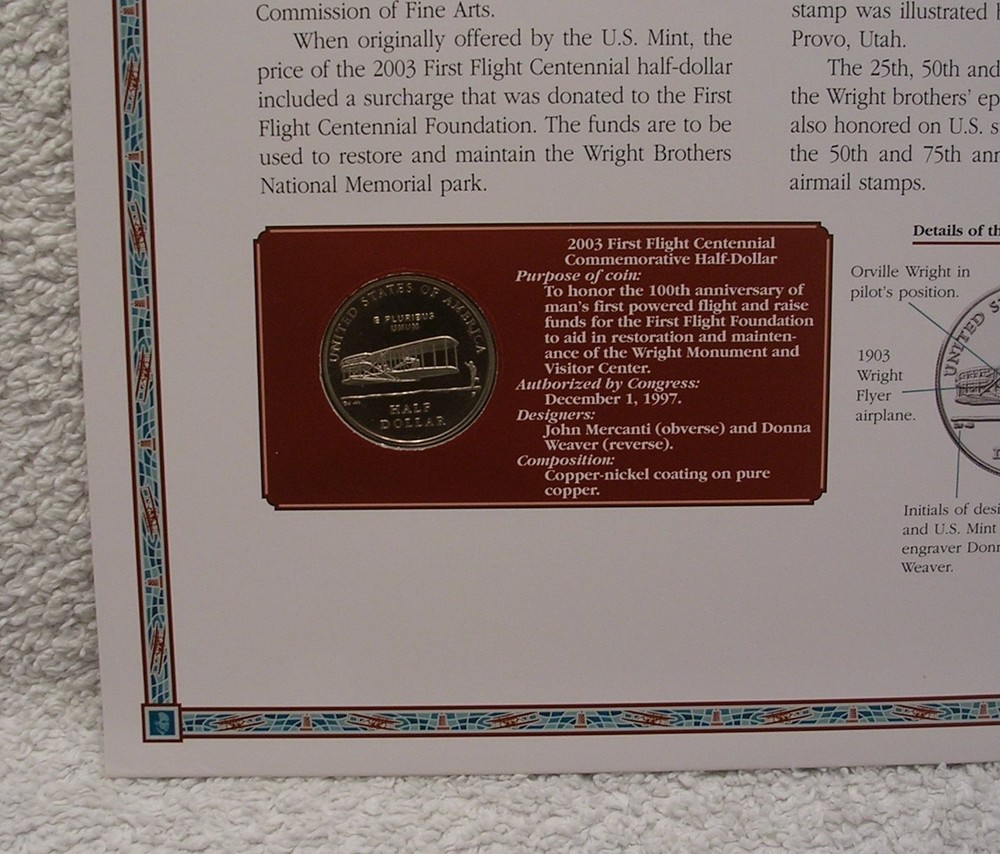 Commission of Fine Arts.
When originally offered by the U.S. Mint, the
price of the 2003 First Flight Centennial half-dollar
included a surcharge that was donated to the First
Flight Centennial Foundation. The funds are to be
used to restore and maintain the Wright Brothers
National Memorial park.
stamp was illustrated
Provo, Utah.
The 25th, 50th and
the Wright brothers' ep
also honored on U.S. s
the 50th and 75th ann
airmail stamps.
UNITED STATES OF AMERICA
E PLURIBUS
UNUM
HALF
DOLLAR
2003 First Flight Centennial
Commemorative Half-Dollar
Purpose of coin:
To honor the 100th anniversary of
man's first powered flight and raise
funds for the First Flight Foundation
to aid in restoration and mainten-
ance of the Wright Monument and
Visitor Center.
Authorized by Congress:
December 1, 1997.
Designers:
John Mercanti (obverse) and Donna
Weaver (reverse).
Composition:
Copper-nickel coating on pure
copper.
Details of th
Orville Wright in
pilot's position.
1903
Wright
Flyer
airplane.
UNITED S
Initials of desi
and U.S. Mint
engraver Donn
Weaver.